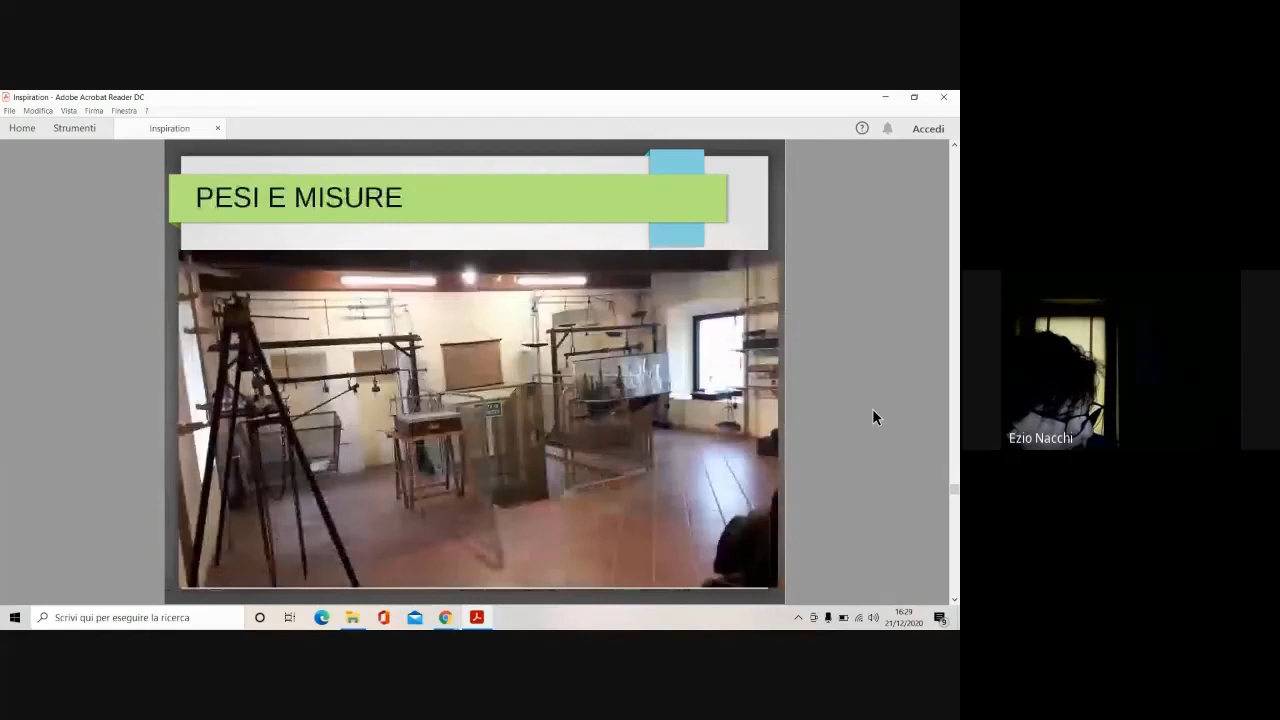 Inspiration - Adobe Acrobat Reader DC
File Modifica Vista Firma Finestra ?
Home Strumenti Inspiration × Accedi
PESI E MISURE
Ezio Nacchi
Scrivi qui per eseguire la ricerca
16:29
21/12/2020
9